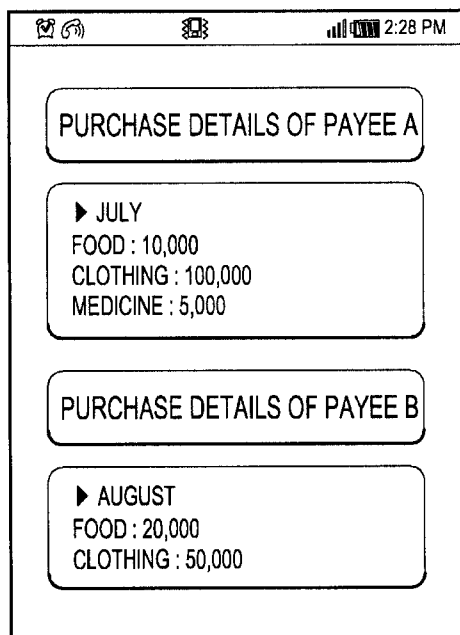 2:28 PM
PURCHASE DETAILS OF PAYEE A
▶ JULY
FOOD : 10,000
CLOTHING : 100,000
MEDICINE : 5,000
PURCHASE DETAILS OF PAYEE B
▶ AUGUST
FOOD : 20,000
CLOTHING : 50,000